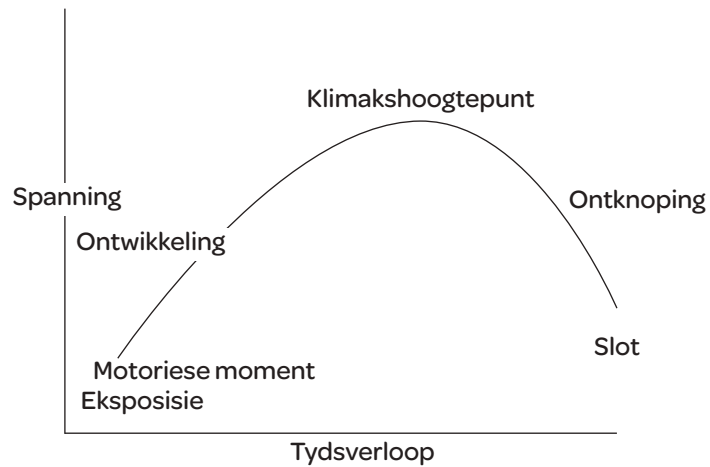 Klimakshoogtepunt
Spanning
Ontknoping
Ontwikkeling
Slot
Motoriese moment
Eksposisie
Tydsverloop